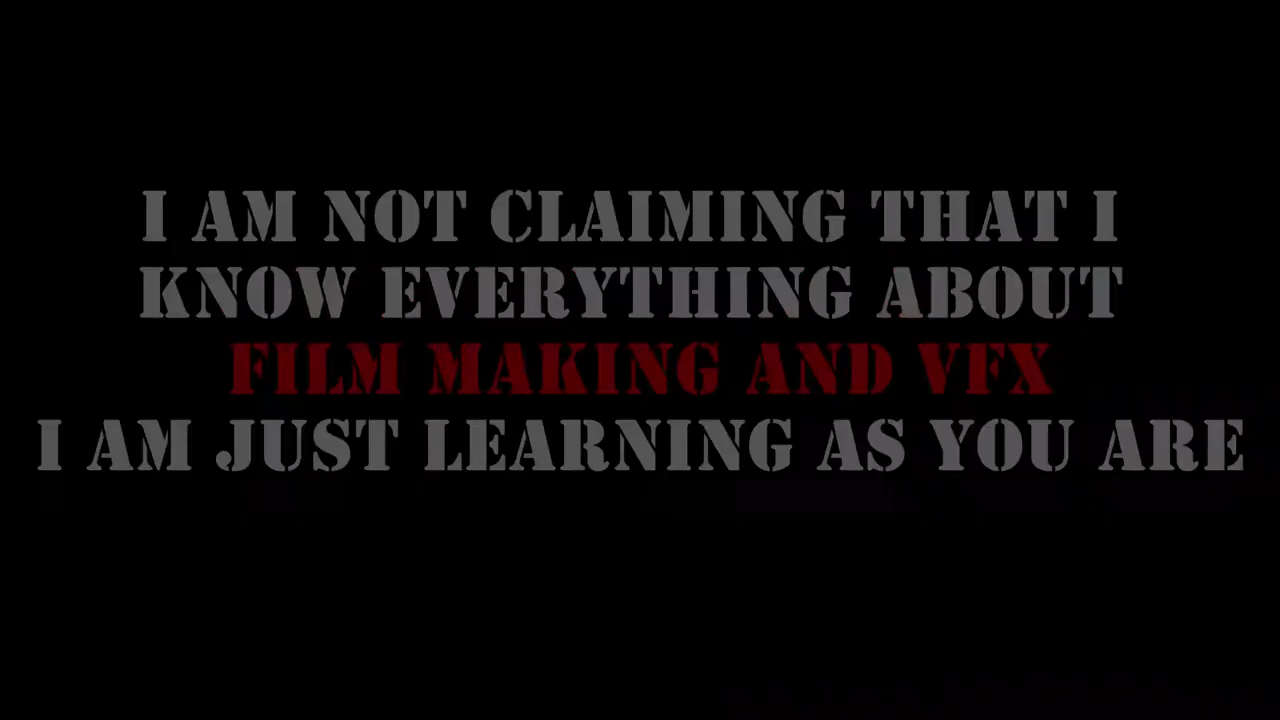 I AM NOT CLAIMING THAT I
KNOW EVERYTHING ABOUT
FILM MAKING AND VFX
I AM JUST LEARNING AS YOU ARE